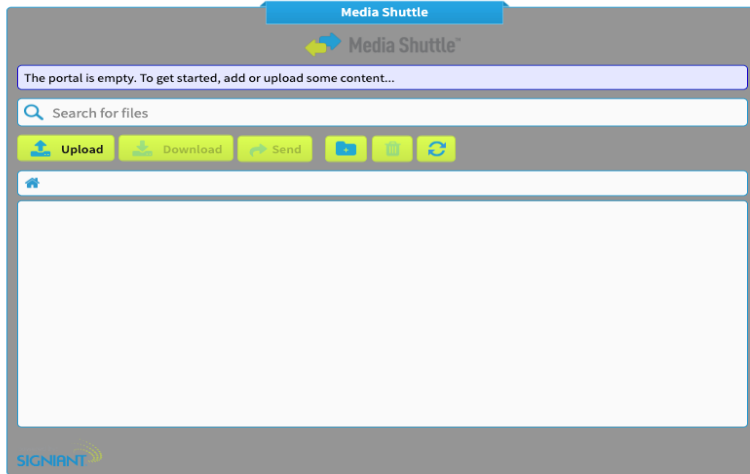 Media Shuttle
Media Shuttle™
The portal is empty. To get started, add or upload some content...
Search for files
Upload
Download
Send
SIGNIANT